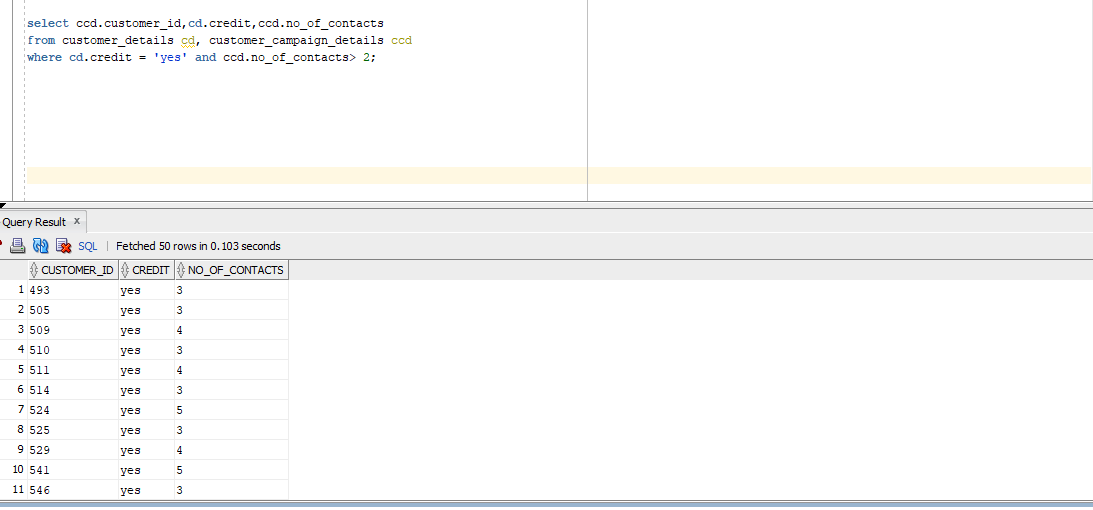 select ccd.customer_id,cd.credit,ccd.no_of_contacts
from customer_details cd, customer_campaign_details ccd
where cd.credit = 'yes' and ccd.no_of_contacts> 2;
Query Result x
SQL | Fetched 50 rows in 0.103 seconds
CUSTOMER_ID CREDIT NO_OF_CONTACTS
1 493 yes 3
2 505 yes 3
3 509 yes 4
4 510 yes 3
5 511 yes 4
6 514 yes 3
7 524 yes 5
8 525 yes 3
9 529 yes 4
10 541 yes 5
11 546 yes 3